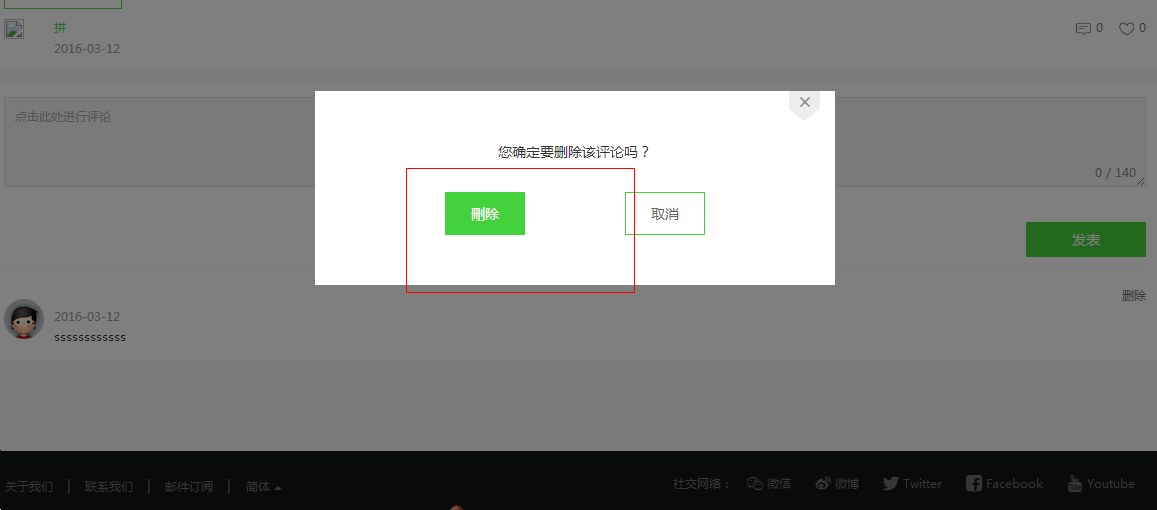 拼
2016-03-12
0
0
点击此处进行评论
0 / 140
您确定要删除该评论吗？
刪除
取消
发表
删除
2016-03-12
ssssssssssss
关于我们 | 联系我们 | 邮件订阅 | 简体
社交网络： 微信 微博 Twitter Facebook Youtube